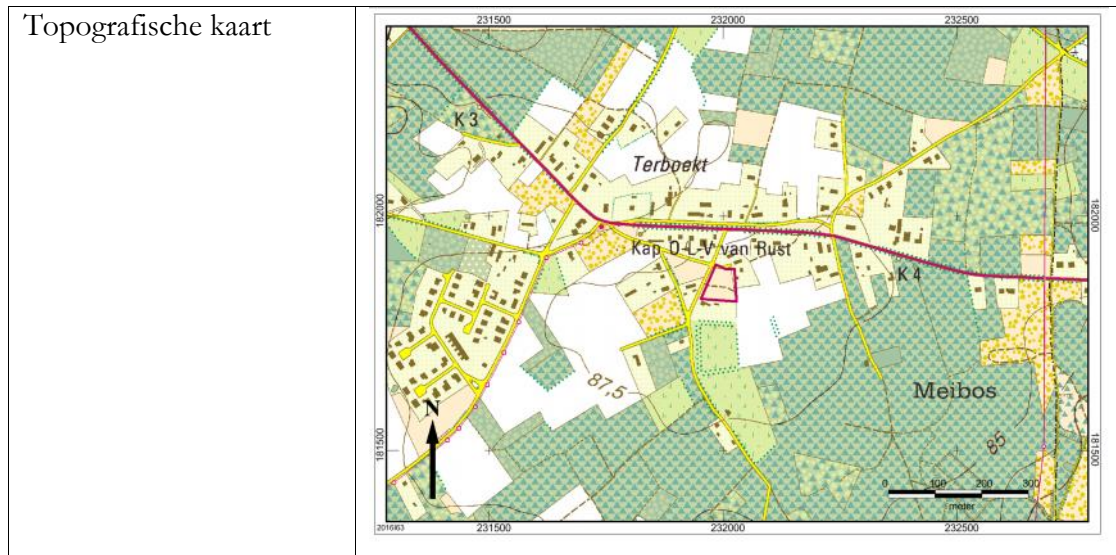 Topografische kaart
231500 232000 232500
K 3
Terboekt
182000 182000
Kap O-L-V van Rust
K 4
87,5
Meibos
N
85
181500 181500
0 100 200 300
meter
2016I63
231500 232000 232500